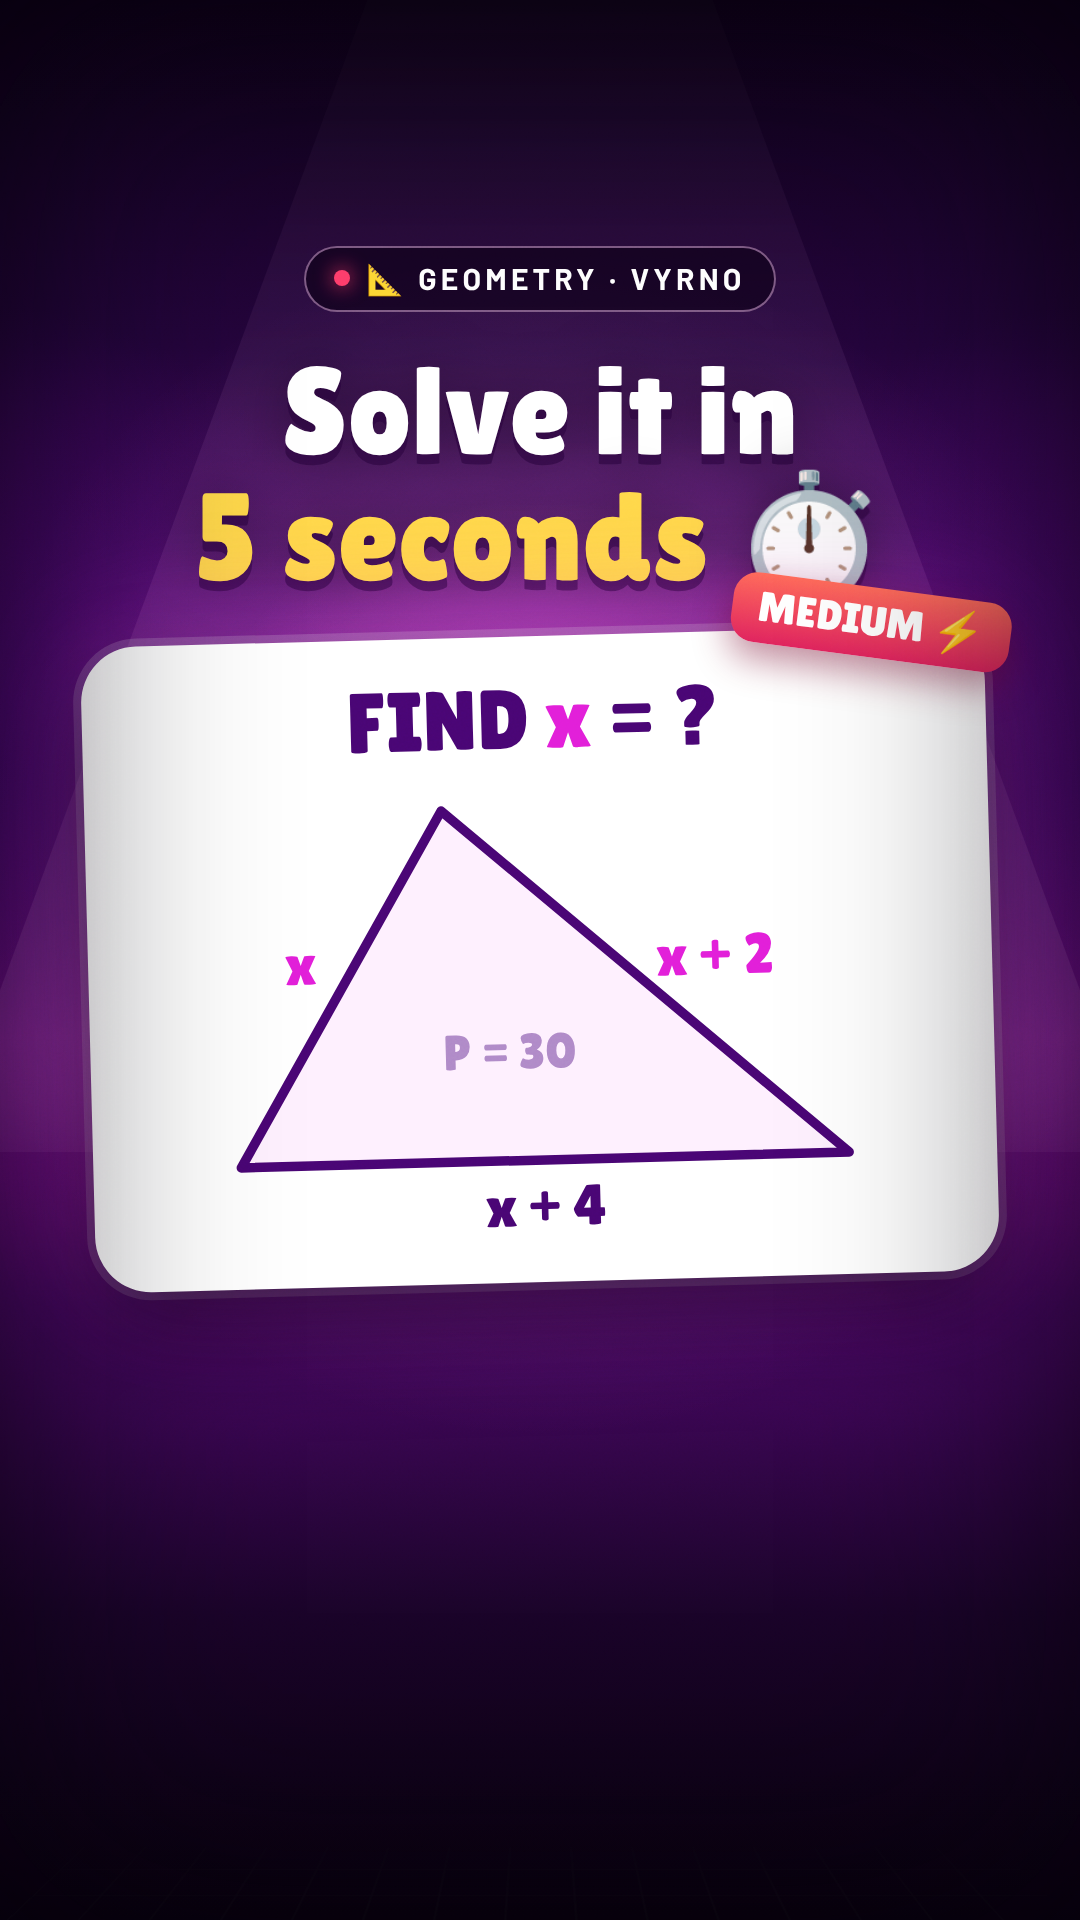 GEOMETRY · VYRNO
Solve it in
5 seconds
MEDIUM
FIND x = ?
x
x + 2
P = 30
x + 4